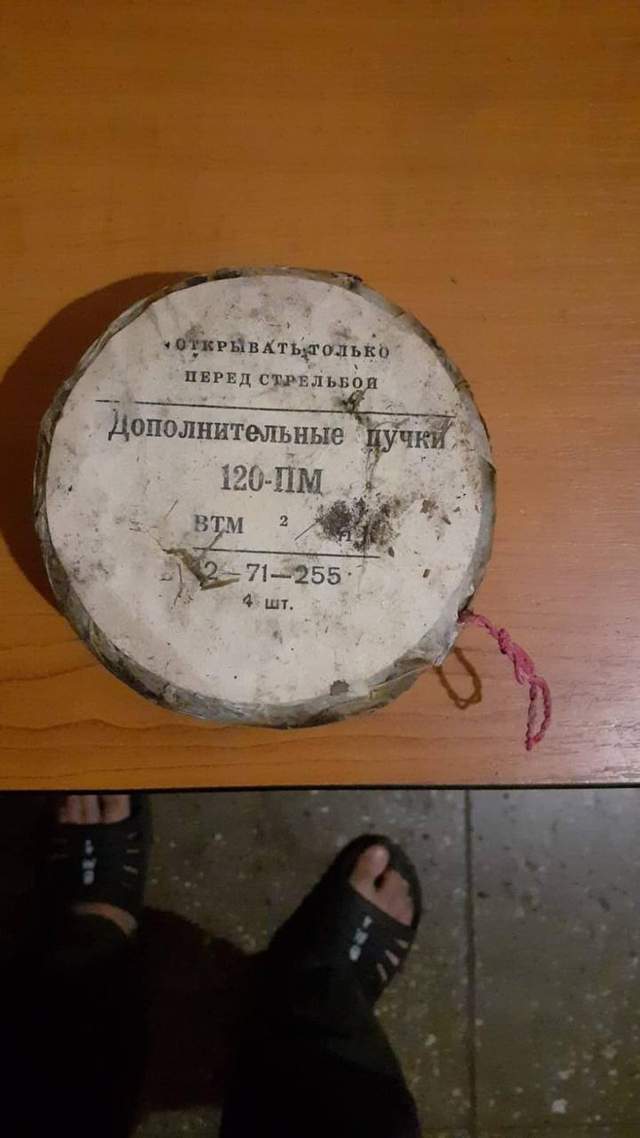 ОТКРЫВАТЬ ТОЛЬКО
ПЕРЕД СТРЕЛЬБОЙ
Дополнительные пучки
120-ПМ
ВТМ 2
2—71—255
4 шт.